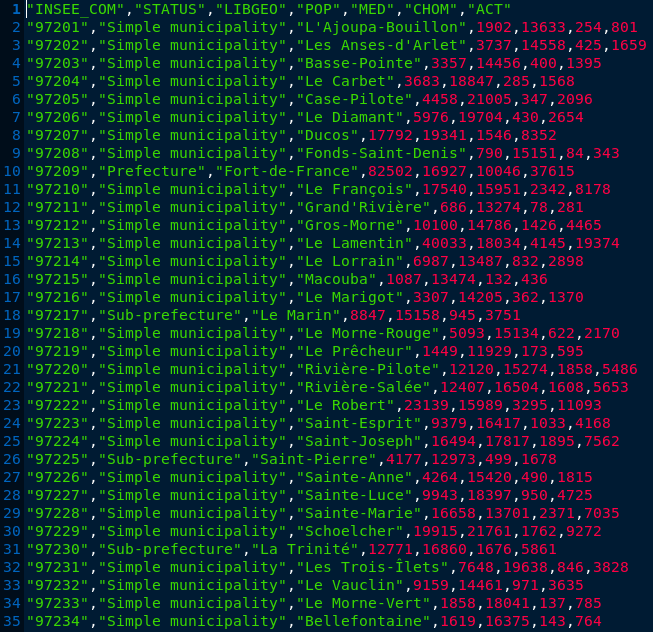 1 "INSEE_COM","STATUS","LIBGEO","POP","MED","CHOM","ACT"
2 "97201","Simple municipality","L'Ajoupa-Bouillon",1902,13633,254,801
3 "97202","Simple municipality","Les Anses-d'Arlet",3737,14558,425,1659
4 "97203","Simple municipality","Basse-Pointe",3357,14456,400,1395
5 "97204","Simple municipality","Le Carbet",3683,18847,285,1568
6 "97205","Simple municipality","Case-Pilote",4458,21005,347,2096
7 "97206","Simple municipality","Le Diamant",5976,19704,430,2654
8 "97207","Simple municipality","Ducos",17792,19341,1546,8352
9 "97208","Simple municipality","Fonds-Saint-Denis",790,15151,84,343
10 "97209","Prefecture","Fort-de-France",82502,16927,10046,37615
11 "97210","Simple municipality","Le François",17540,15951,2342,8178
12 "97211","Simple municipality","Grand'Rivière",686,13274,78,281
13 "97212","Simple municipality","Gros-Morne",10100,14786,1426,4465
14 "97213","Simple municipality","Le Lamentin",40033,18034,4145,19374
15 "97214","Simple municipality","Le Lorrain",6987,13487,832,2898
16 "97215","Simple municipality","Macouba",1087,13474,132,436
17 "97216","Simple municipality","Le Marigot",3307,14205,362,1370
18 "97217","Sub-prefecture","Le Marin",8847,15158,945,3751
19 "97218","Simple municipality","Le Morne-Rouge",5093,15134,622,2170
20 "97219","Simple municipality","Le Prêcheur",1449,11929,173,595
21 "97220","Simple municipality","Rivière-Pilote",12120,15274,1858,5486
22 "97221","Simple municipality","Rivière-Salée",12407,16504,1608,5653
23 "97222","Simple municipality","Le Robert",23139,15989,3295,11093
24 "97223","Simple municipality","Saint-Esprit",9379,16417,1033,4168
25 "97224","Simple municipality","Saint-Joseph",16494,17817,1895,7562
26 "97225","Sub-prefecture","Saint-Pierre",4177,12973,499,1678
27 "97226","Simple municipality","Sainte-Anne",4264,15420,490,1815
28 "97227","Simple municipality","Sainte-Luce",9943,18397,950,4725
29 "97228","Simple municipality","Sainte-Marie",16658,13701,2371,7035
30 "97229","Simple municipality","Schoelcher",19915,21761,1762,9272
31 "97230","Sub-prefecture","La Trinité",12771,16860,1676,5861
32 "97231","Simple municipality","Les Trois-Îlets",7648,19638,846,3828
33 "97232","Simple municipality","Le Vauclin",9159,14461,971,3635
34 "97233","Simple municipality","Le Morne-Vert",1858,18041,137,785
35 "97234","Simple municipality","Bellefontaine",1619,16375,143,764